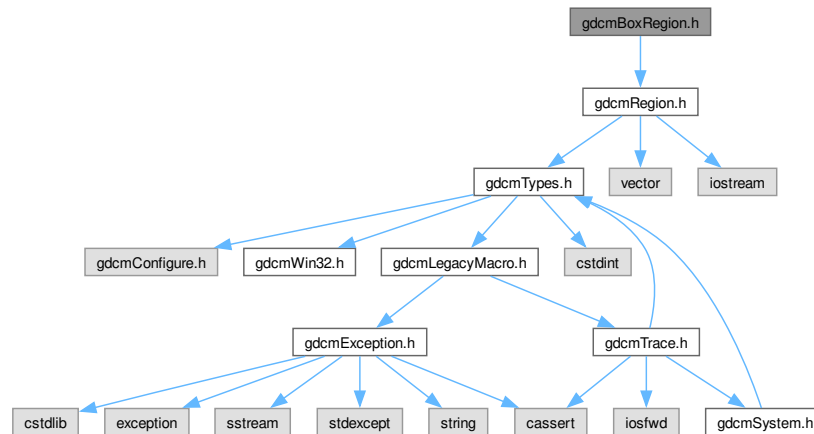 gdcmBoxRegion.h
gdcmRegion.h
gdcmTypes.h
vector
iostream
gdcmConfigure.h
gdcmWin32.h
gdcmLegacyMacro.h
cstdint
gdcmException.h
gdcmTrace.h
cstdlib
exception
sstream
stdexcept
string
cassert
iosfwd
gdcmSystem.h